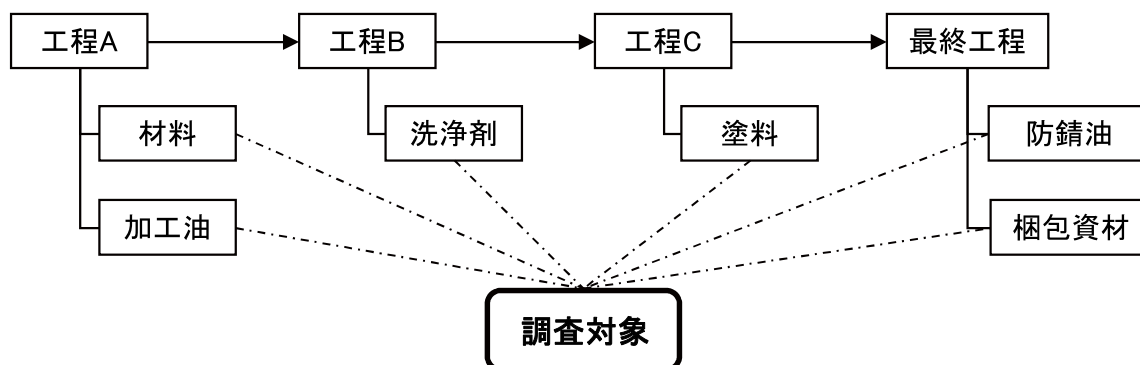 工程A
工程B
工程C
最終工程
材料
洗浄剤
塗料
防錆油
加工油
梱包資材
調査対象